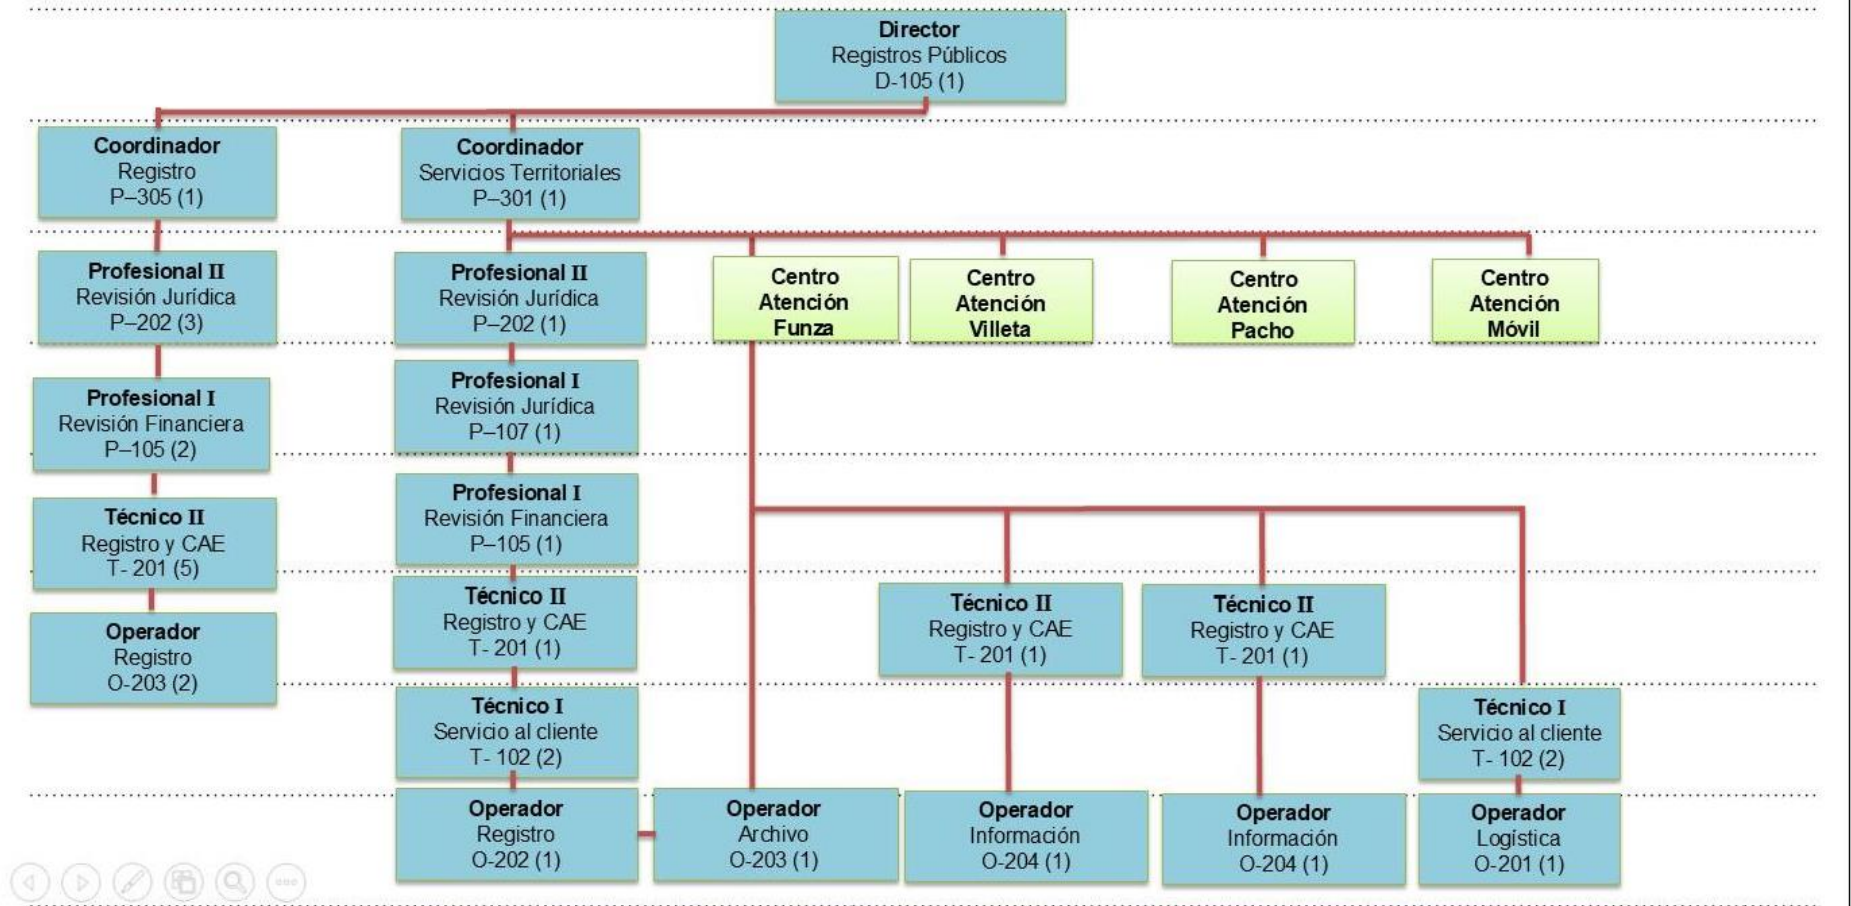 Director
Registros Públicos
D-105 (1)
Coordinador
Registro
P–305 (1)
Coordinador
Servicios Territoriales
P–301 (1)
Profesional II
Revisión Jurídica
P–202 (3)
Profesional II
Revisión Jurídica
P–202 (1)
Centro
Atención
Funza
Centro
Atención
Villeta
Centro
Atención
Pacho
Centro
Atención
Móvil
Profesional I
Revisión Financiera
P–105 (2)
Profesional I
Revisión Jurídica
P–107 (1)
Profesional I
Revisión Financiera
P–105 (1)
Técnico II
Registro y CAE
T- 201 (5)
Técnico II
Registro y CAE
T- 201 (1)
Técnico II
Registro y CAE
T- 201 (1)
Técnico II
Registro y CAE
T- 201 (1)
Operador
Registro
O-203 (2)
Técnico I
Servicio al cliente
T- 102 (2)
Técnico I
Servicio al cliente
T- 102 (2)
Operador
Registro
O-202 (1)
Operador
Archivo
O-203 (1)
Operador
Información
O-204 (1)
Operador
Información
O-204 (1)
Operador
Logística
O-201 (1)